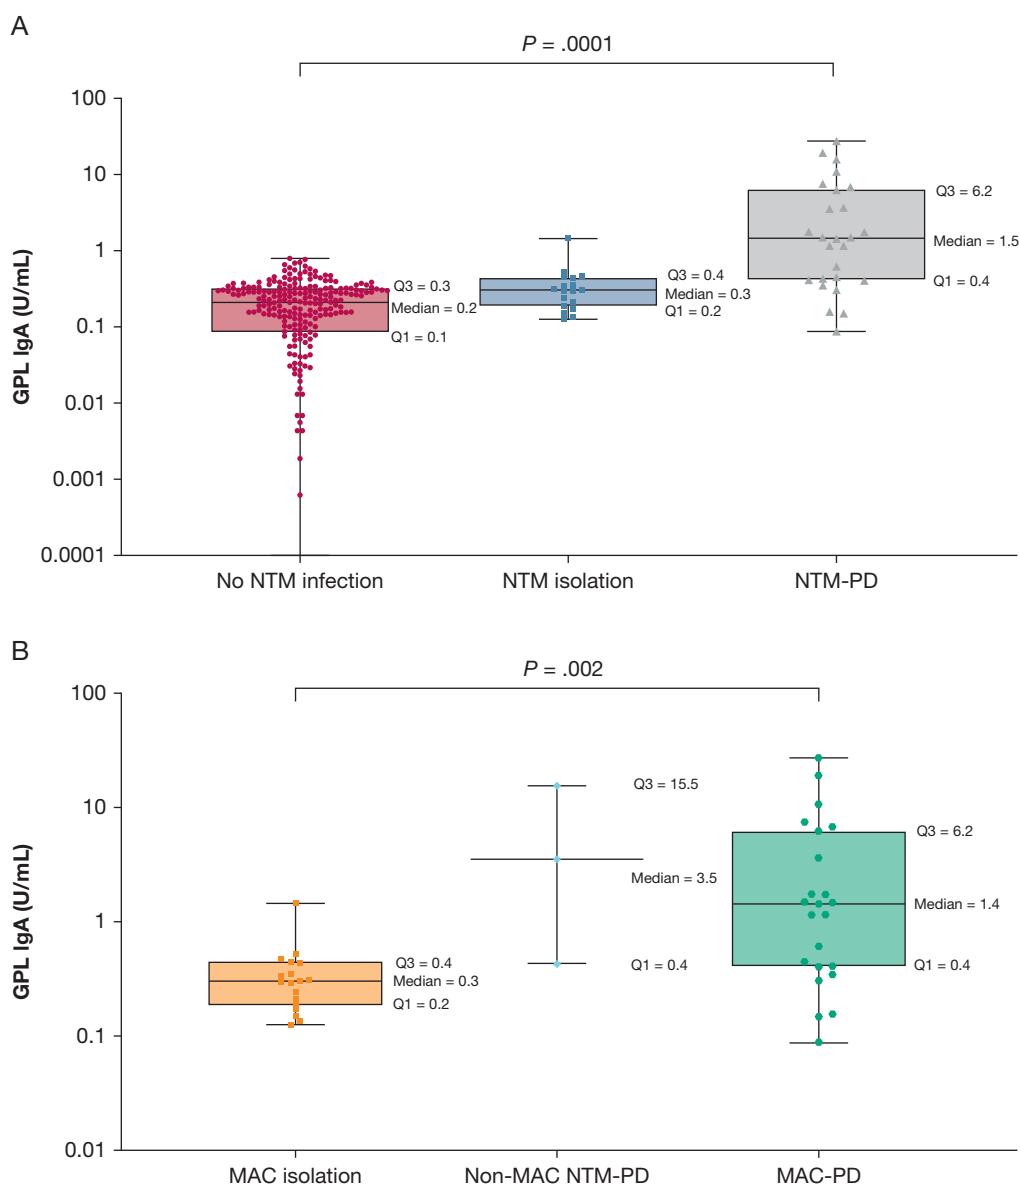 A
P = .0001
100
10
1
0.1
0.01
0.001
0.0001
GPL IgA (U/mL)
Q3 = 0.3
Median = 0.2
Q1 = 0.1
Q3 = 0.4
Median = 0.3
Q1 = 0.2
Q3 = 6.2
Median = 1.5
Q1 = 0.4
No NTM infection
NTM isolation
NTM-PD
B
P = .002
100
10
1
0.1
0.01
GPL IgA (U/mL)
Q3 = 0.4
Median = 0.3
Q1 = 0.2
Q3 = 15.5
Median = 3.5
Q1 = 0.4
Q3 = 6.2
Median = 1.4
Q1 = 0.4
MAC isolation
Non-MAC NTM-PD
MAC-PD